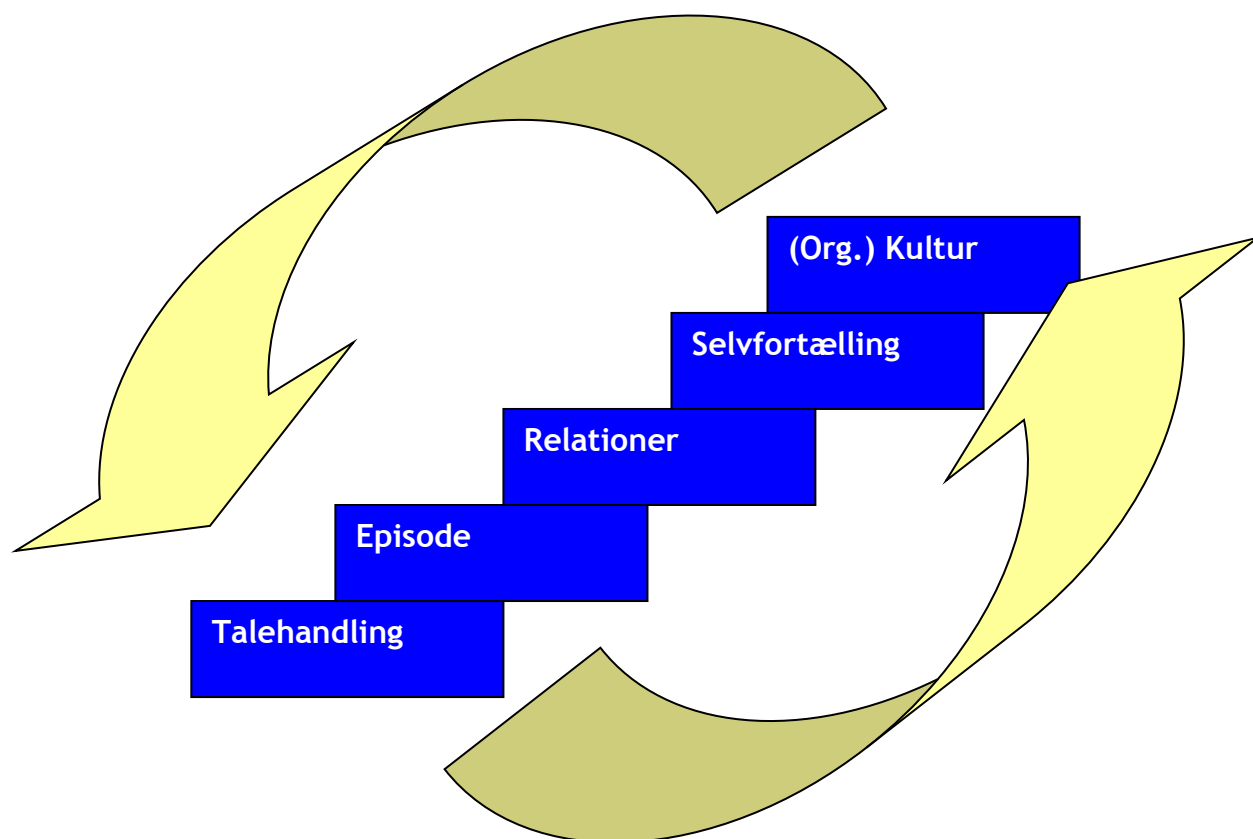 (Org.) Kultur
Selvfortælling
Relationer
Episode
Talehandling